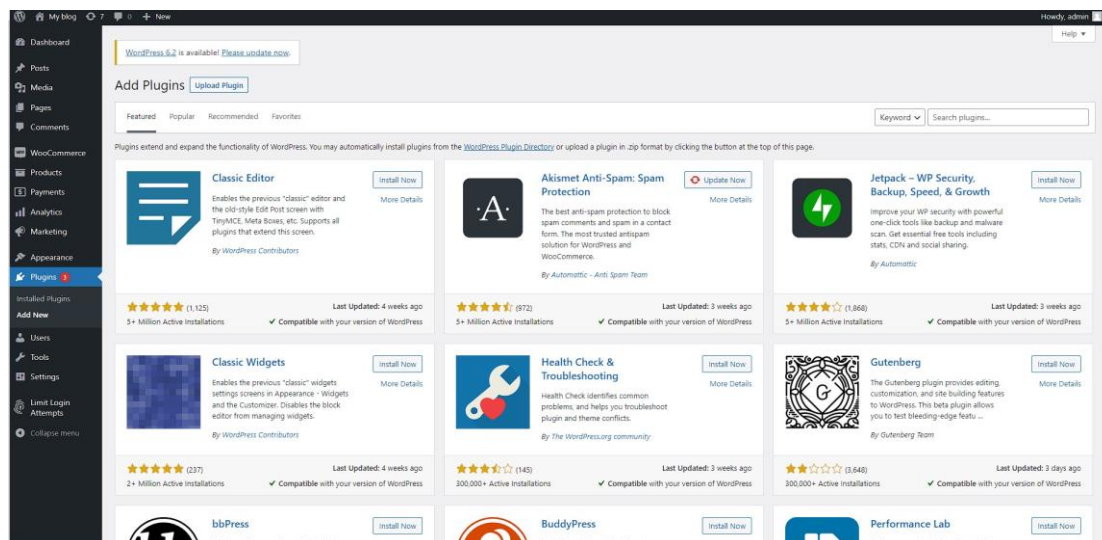 My blog 7 0 + New Howdy, admin
Help ▼
Dashboard
Posts
Media
Pages
Comments
WooCommerce
Products
Payments
Analytics
Marketing
Appearance
Plugins 3
Installed Plugins
Add New
Users
Tools
Settings
Limit Login
Attempts
Collapse menu
WordPress 6.2 is available! Please update now.
Add Plugins Upload Plugin
Featured Popular Recommended Favorites Keyword Search plugins...
Plugins extend and expand the functionality of WordPress. You may automatically install plugins from the WordPress Plugin Directory or upload a plugin in .zip format by clicking the button at the top of this page.
Classic Editor
Install Now
More Details
Enables the previous "classic" editor and
the old-style Edit Post screen with
TinyMCE, Meta Boxes, etc. Supports all
plugins that extend this screen.
By WordPress Contributors
(1,125) Last Updated: 4 weeks ago
5+ Million Active Installations ✔ Compatible with your version of WordPress
·A·
Akismet Anti-Spam: Spam
Protection
Update Now
More Details
The best anti-spam protection to block
spam comments and spam in a contact
form. The most trusted antispam
solution for WordPress and
WooCommerce.
By Automattic - Anti Spam Team
(972) Last Updated: 3 weeks ago
5+ Million Active Installations ✔ Compatible with your version of WordPress
Jetpack – WP Security,
Backup, Speed, & Growth
Install Now
More Details
Improve your WP security with powerful
one-click tools like backup and malware
scan. Get essential free tools including
stats, CDN and social sharing.
By Automattic
(1,868) Last Updated: 3 weeks ago
5+ Million Active Installations ✔ Compatible with your version of WordPress
Classic Widgets
Install Now
More Details
Enables the previous "classic" widgets
settings screens in Appearance - Widgets
and the Customizer. Disables the block
editor from managing widgets.
By WordPress Contributors
(237) Last Updated: 4 weeks ago
2+ Million Active Installations ✔ Compatible with your version of WordPress
Health Check &
Troubleshooting
Install Now
More Details
Health Check identifies common
problems, and helps you troubleshoot
plugin and theme conflicts.
By The WordPress.org community
(145) Last Updated: 3 weeks ago
300,000+ Active Installations ✔ Compatible with your version of WordPress
G
Gutenberg
Install Now
More Details
The Gutenberg plugin provides editing,
customization, and site building features
to WordPress. This beta plugin allows
you to test bleeding-edge featu ...
By Gutenberg Team
(3,648) Last Updated: 3 days ago
300,000+ Active Installations ✔ Compatible with your version of WordPress
bbPress Install Now
BuddyPress Install Now
Performance Lab Install Now